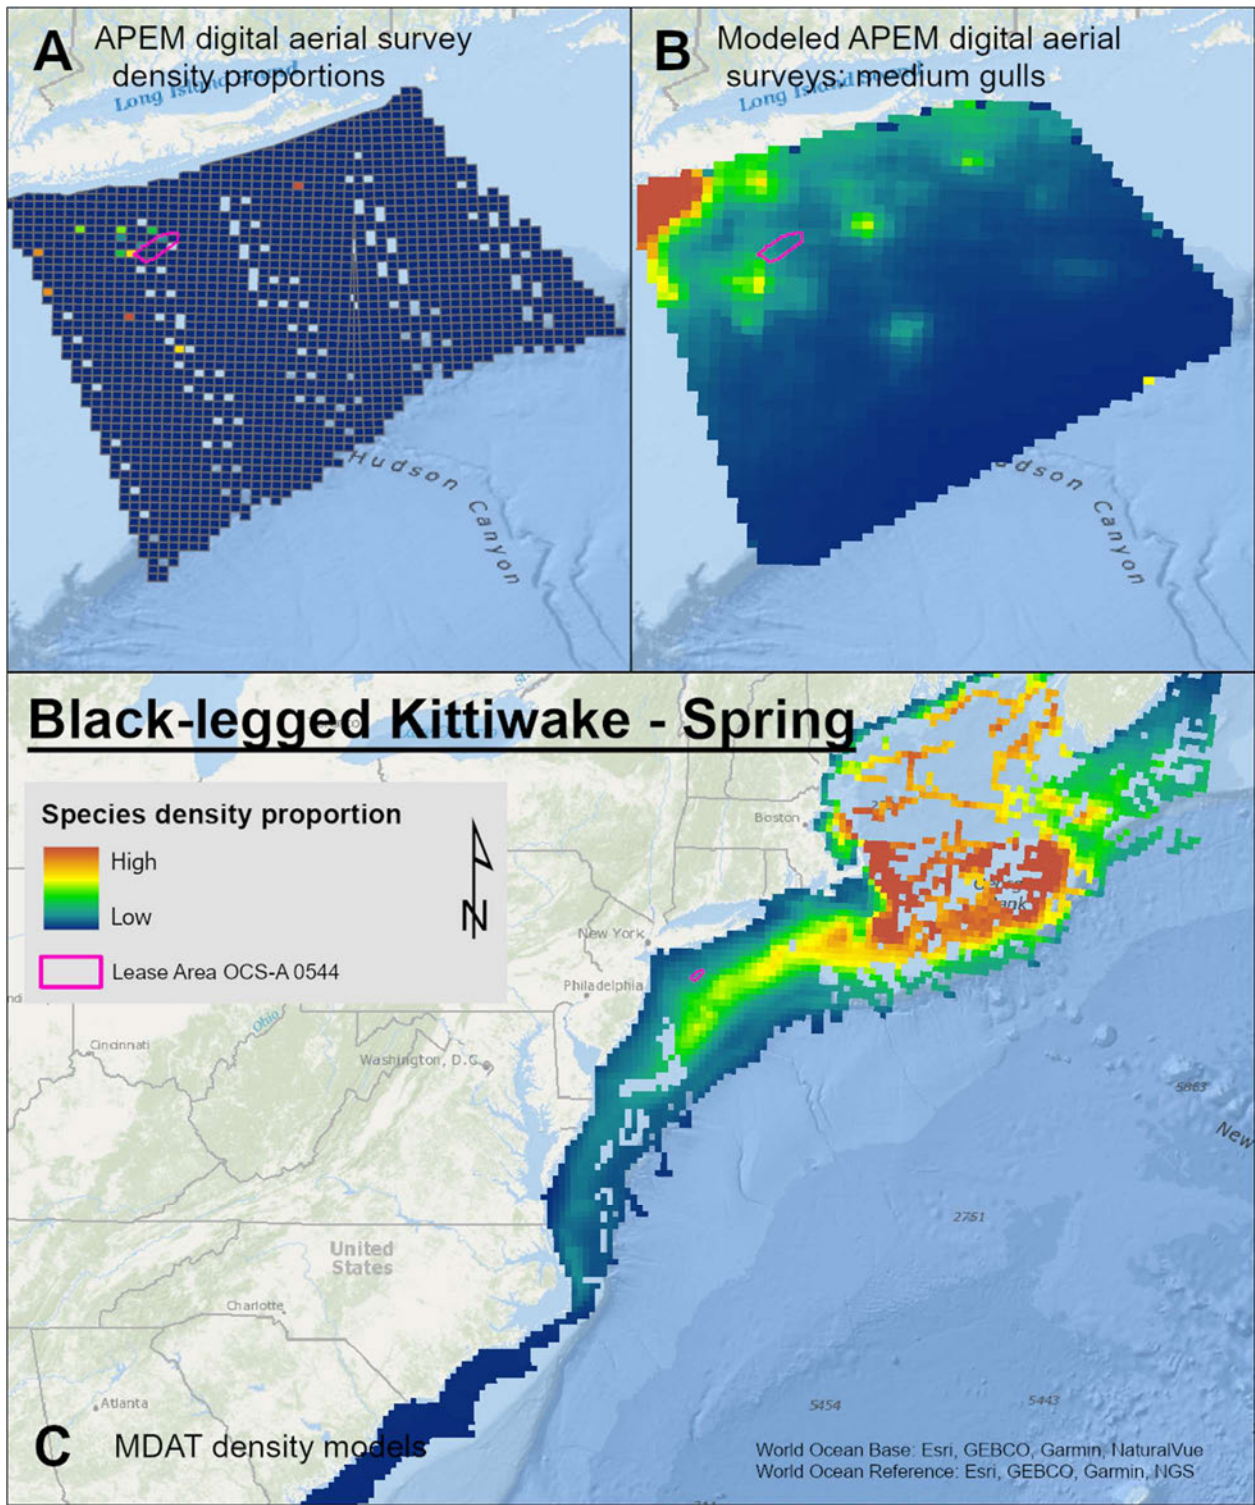 A
APEM digital aerial survey
density proportions
Long Island Sound
Hudson Canyon
B
Modeled APEM digital aerial
surveys: medium gulls
Long Island Sound
Canyon
Black-legged Kittiwake - Spring
Species density proportion
High
Low
N
Lease Area OCS-A 0544
Boston
New York
Philadelphia
Ohio
Cincinnati
Washington, D.C.
5863
New
2751
United
States
Charlotte
Atlanta
5454
5443
C
MDAT density models
World Ocean Base: Esri, GEBCO, Garmin, NaturalVue
World Ocean Reference: Esri, GEBCO, Garmin, NGS